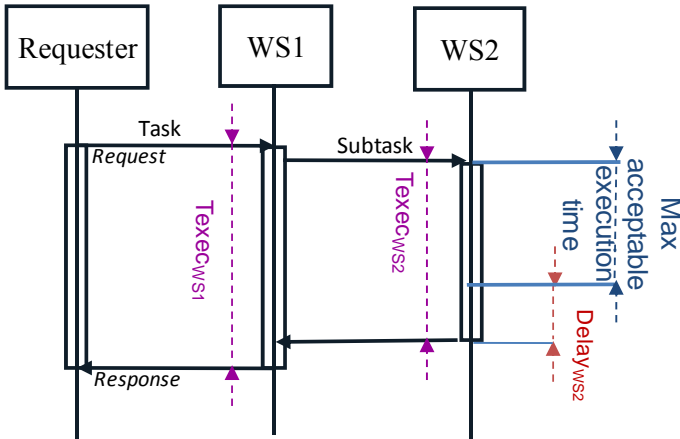 Requester
WS1
WS2
Task
Request
Subtask
TexecWS1
TexecWS2
Max
acceptable
execution
time
DelayWS2
Response